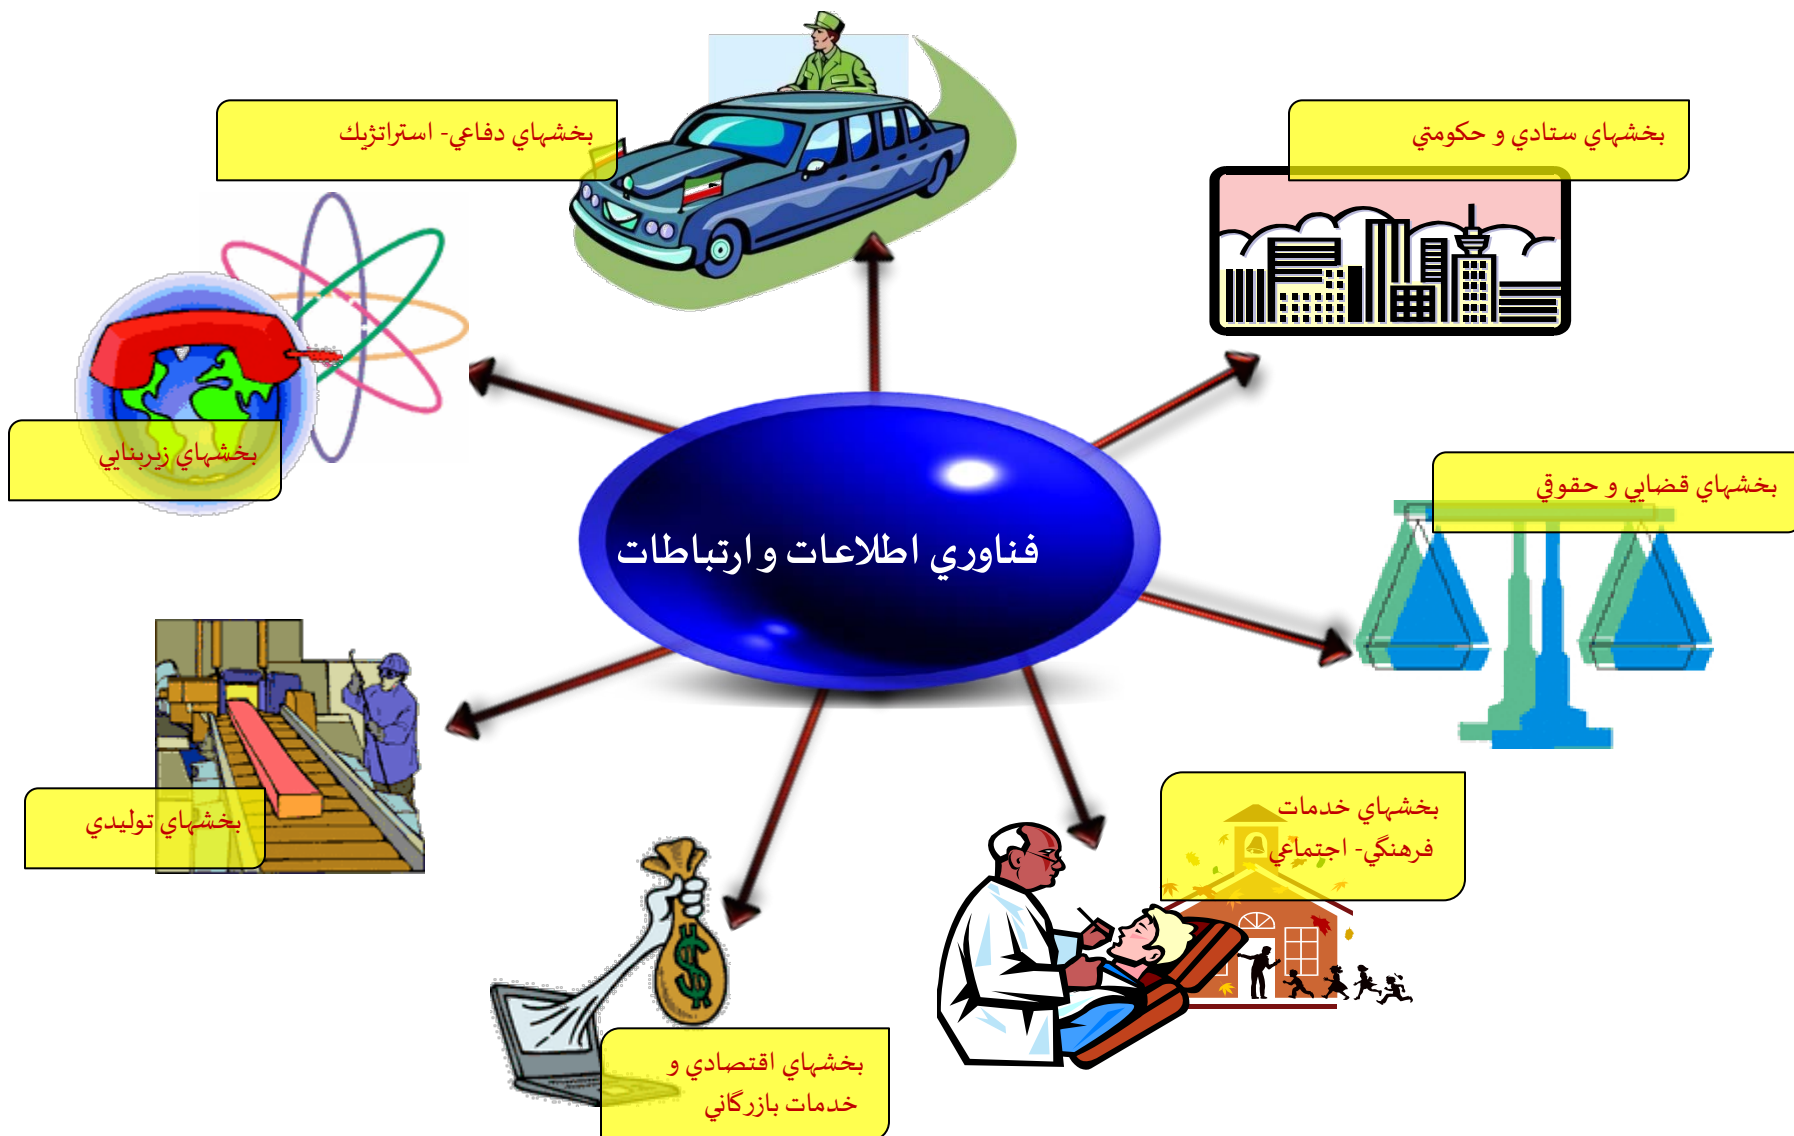 بخشهاي دفاعي- استراتژيك
بخشهاي ستادي و حكومتي
بخشهاي زيربنايي
بخشهاي قضايي و حقوقي
فناوري اطلاعات و ارتباطات
بخشهاي توليدي
بخشهاي خدمات
فرهنگي- اجتماعي
بخشهاي اقتصادي و
خدمات بازرگاني